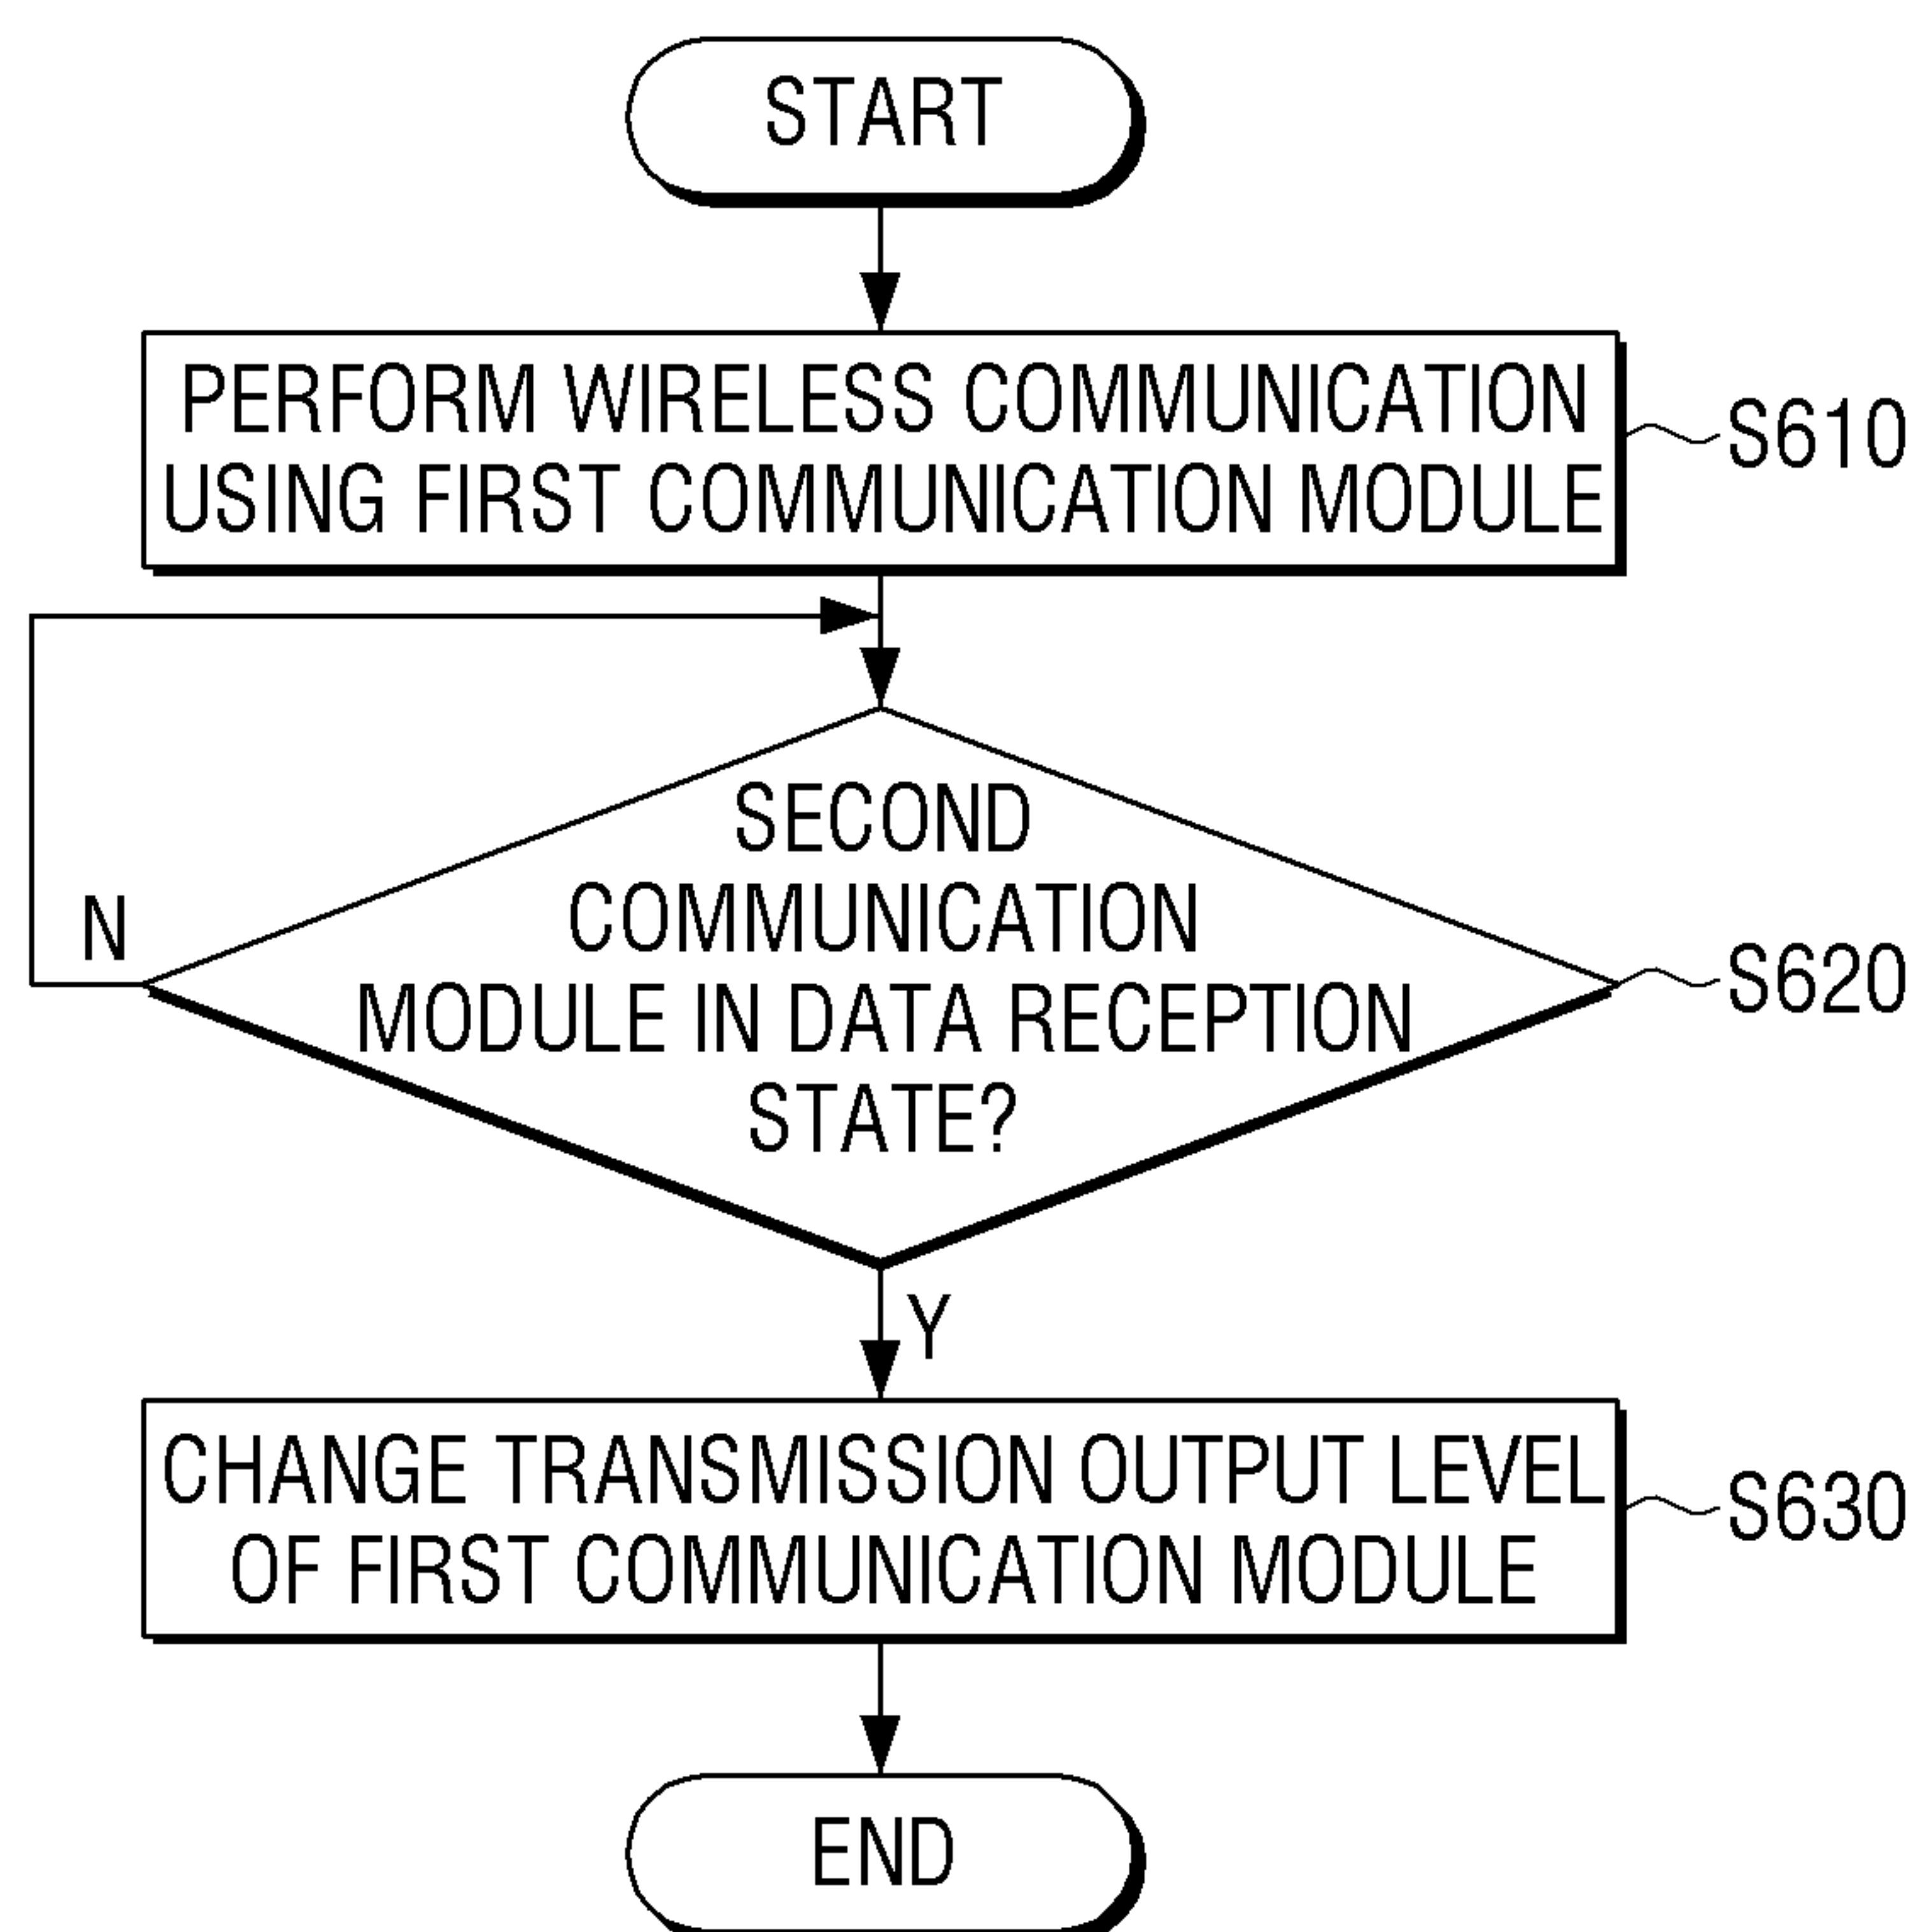 START
PERFORM WIRELESS COMMUNICATION
USING FIRST COMMUNICATION MODULE
S610
SECOND
COMMUNICATION
MODULE IN DATA RECEPTION
STATE?
N
S620
Y
CHANGE TRANSMISSION OUTPUT LEVEL
OF FIRST COMMUNICATION MODULE
S630
END